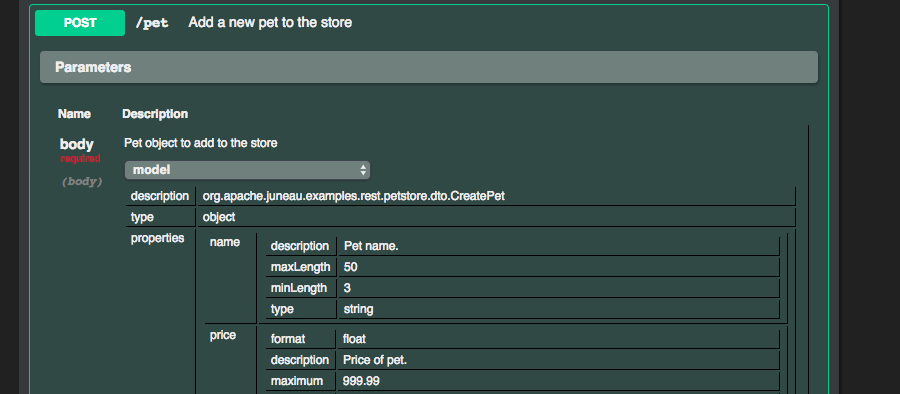 POST /pet Add a new pet to the store
Parameters
Name Description
body Pet object to add to the store
required
(body)
model
description org.apache.juneau.examples.rest.petstore.dto.CreatePet
type object
properties name description Pet name.
maxLength 50
minLength 3
type string
price format float
description Price of pet.
maximum 999.99